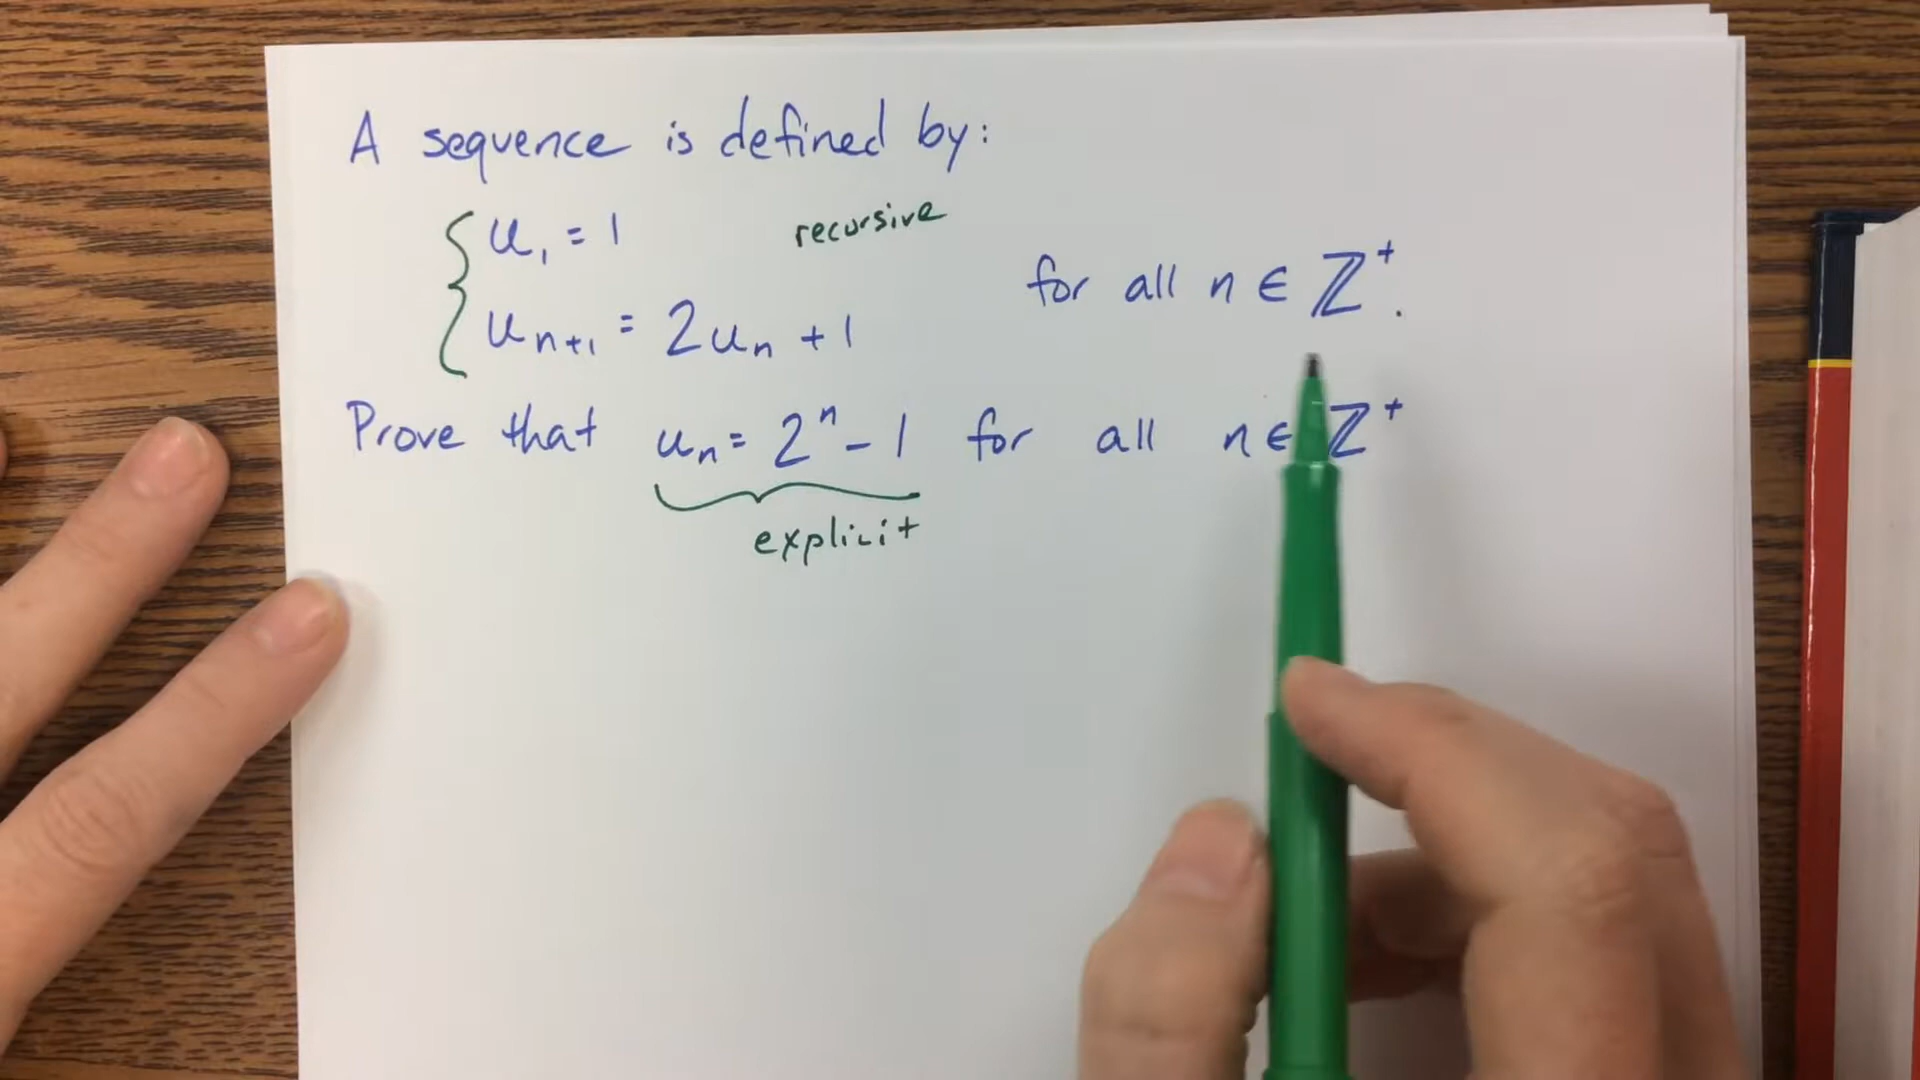 A sequence is defined by:
u₁ = 1 recursive
uₙ₊₁ = 2uₙ + 1 for all n ∈ ℤ⁺.
Prove that uₙ = 2ⁿ - 1 for all n ∈ ℤ⁺
explicit